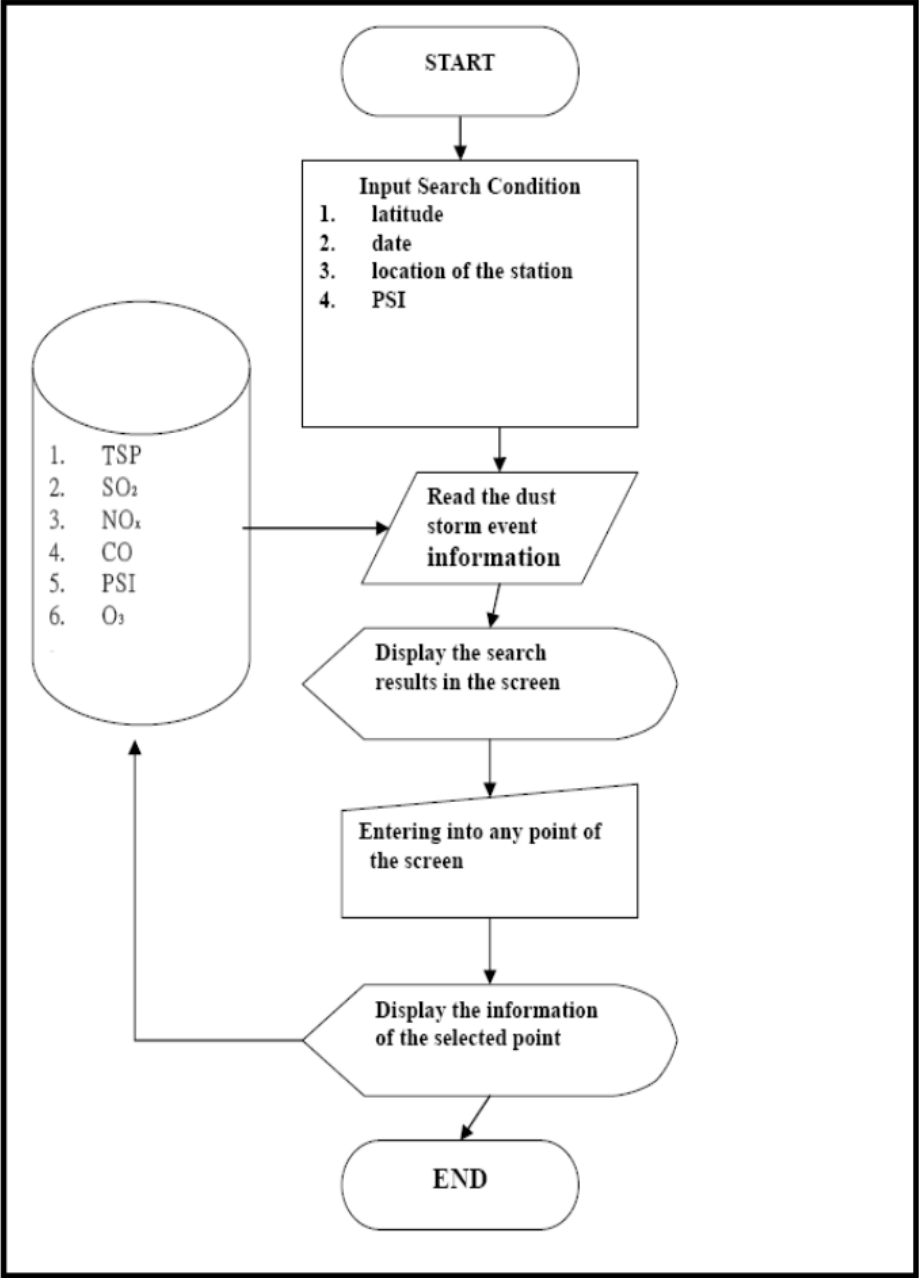 START
Input Search Condition
1. latitude
2. date
3. location of the station
4. PSI
1. TSP
2. SO₂
3. NOₓ
4. CO
5. PSI
6. O₃
Read the dust
storm event
information
Display the search
results in the screen
Entering into any point of
the screen
Display the information
of the selected point
END